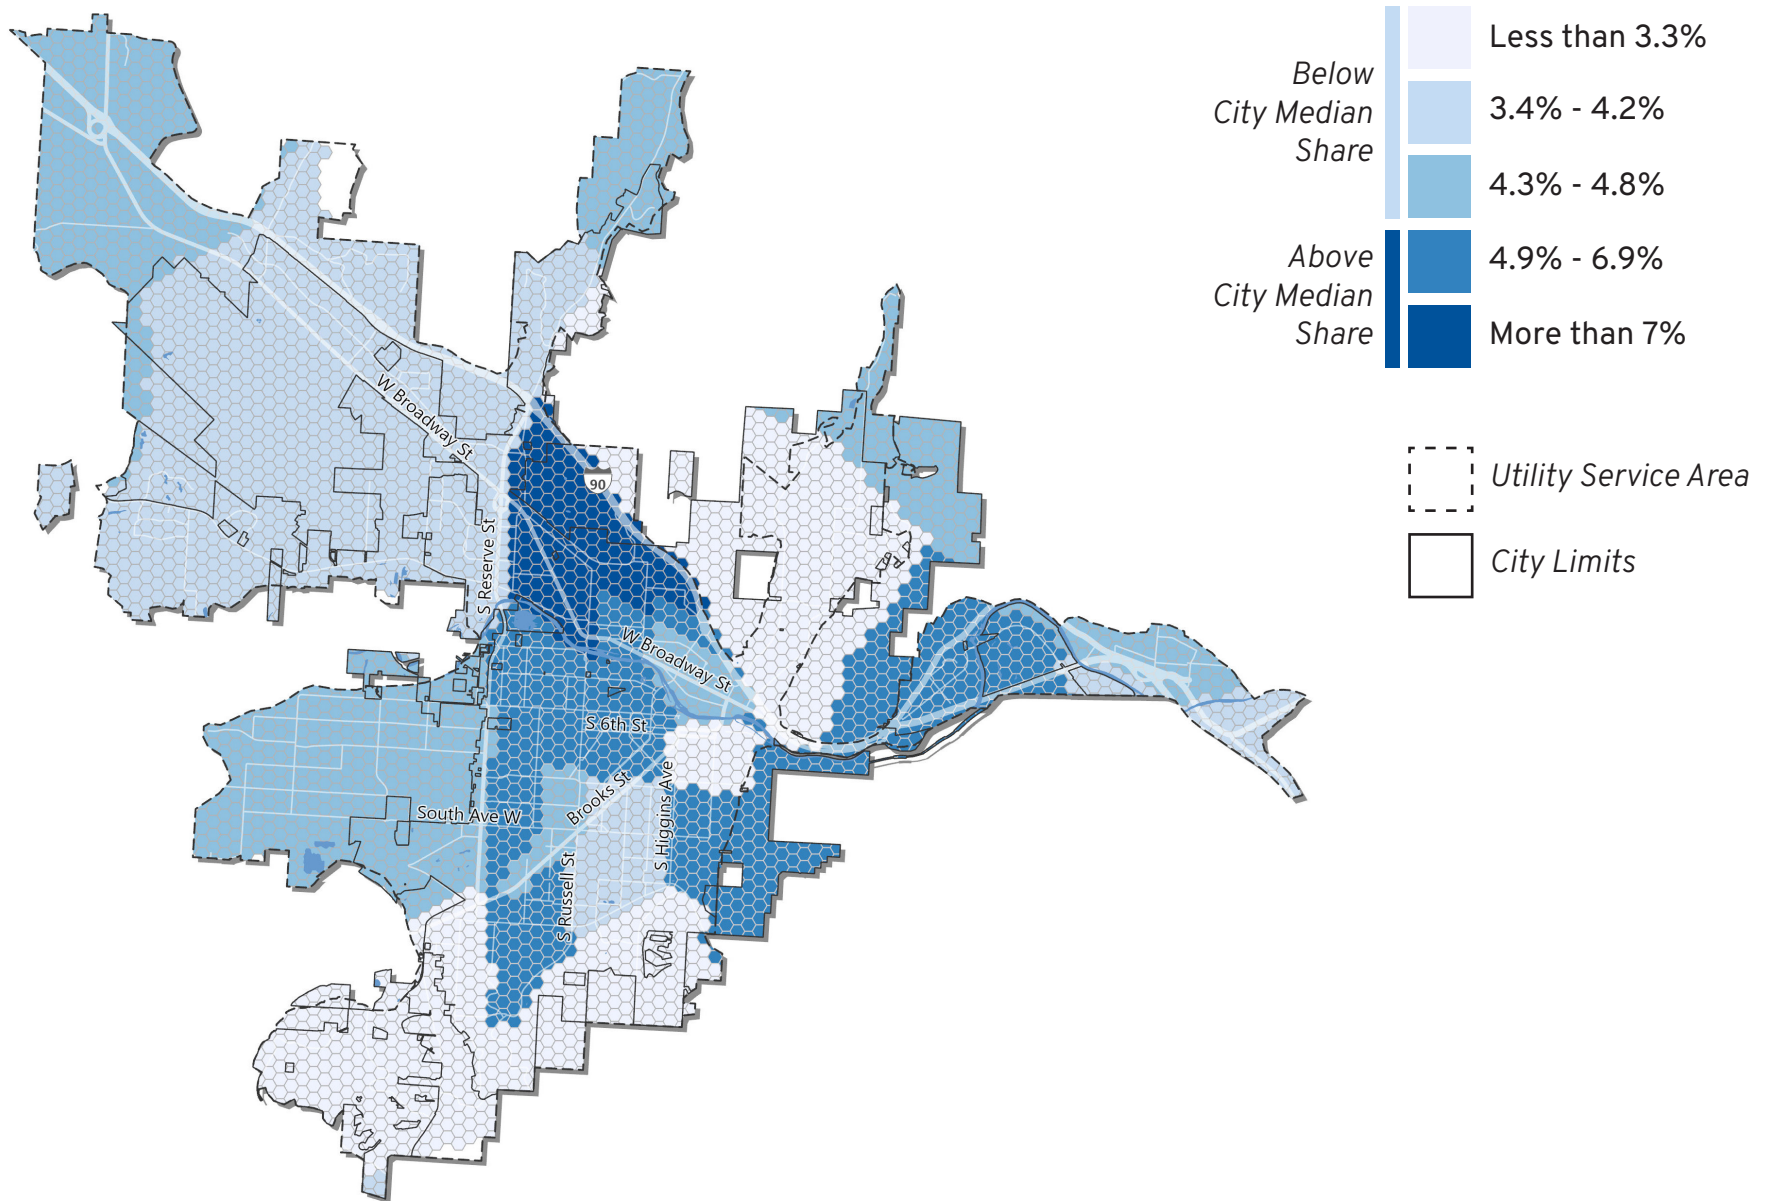 Less than 3.3%
Below
City Median
Share
3.4% - 4.2%
4.3% - 4.8%
Above
City Median
Share
4.9% - 6.9%
More than 7%
Utility Service Area
City Limits
W Broadway St
90
S Reserve St
W Broadway St
S 6th St
Brooks St
South Ave W
S Higgins Ave
S Russell St